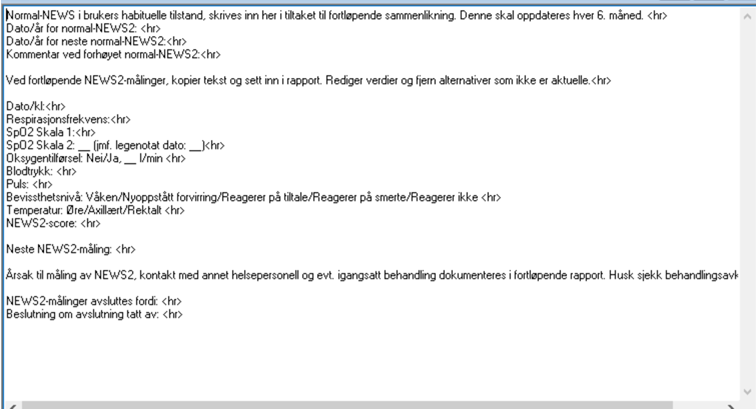 Normal-NEWS i brukers habituelle tilstand, skrives inn her i tiltaket til fortløpende sammenlikning. Denne skal oppdateres hver 6. måned. <hr>
Dato/år for normal-NEWS2: <hr>
Dato/år for neste normal-NEWS2:<hr>
Kommentar ved forhøyet normal-NEWS2:<hr>
Ved fortløpende NEWS2-målinger, kopier tekst og sett inn i rapport. Rediger verdier og fjern alternativer som ikke er aktuelle.<hr>
Dato/kl:<hr>
Respirasjonsfrekvens:<hr>
SpO2 Skala 1:<hr>
SpO2 Skala 2: __ (jmf. legenotat dato: __)<hr>
Oksygentilførsel: Nei/Ja, __ l/min <hr>
Blodtrykk: <hr>
Puls: <hr>
Bevissthetsnivå: Våken/Nyoppstått forvirring/Reagerer på tiltale/Reagerer på smerte/Reagerer ikke <hr>
Temperatur: Øre/Axillært/Rektalt <hr>
NEWS2-score: <hr>
Neste NEWS2-måling: <hr>
Årsak til måling av NEWS2, kontakt med annet helsepersonell og evt. igangsatt behandling dokumenteres i fortløpende rapport. Husk sjekk behandlingsavk
NEWS2-målinger avsluttes fordi: <hr>
Beslutning om avslutning tatt av: <hr>